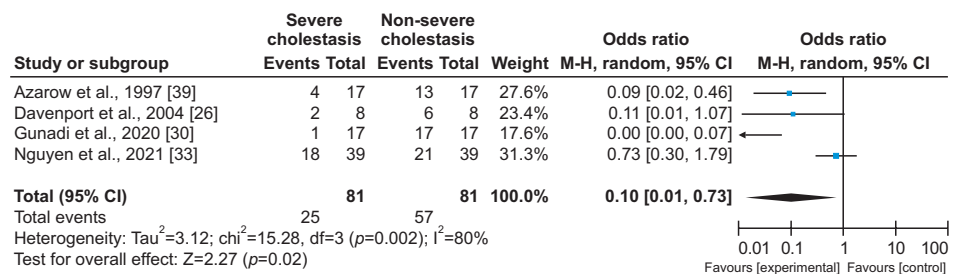 Severe Non-severe
cholestasis cholestasis Odds ratio Odds ratio
Study or subgroup Events Total Events Total Weight M-H, random, 95% CI M-H, random, 95% CI
Azarow et al., 1997 [39] 4 17 13 17 27.6% 0.09 [0.02, 0.46]
Davenport et al., 2004 [26] 2 8 6 8 23.4% 0.11 [0.01, 1.07]
Gunadi et al., 2020 [30] 1 17 17 17 17.6% 0.00 [0.00, 0.07]
Nguyen et al., 2021 [33] 18 39 21 39 31.3% 0.73 [0.30, 1.79]
Total (95% CI) 81 81 100.0% 0.10 [0.01, 0.73]
Total events 25 57
Heterogeneity: Tau²=3.12; chi²=15.28, df=3 (p=0.002); I²=80%
Test for overall effect: Z=2.27 (p=0.02)
0.01 0.1 1 10 100
Favours [experimental] Favours [control]